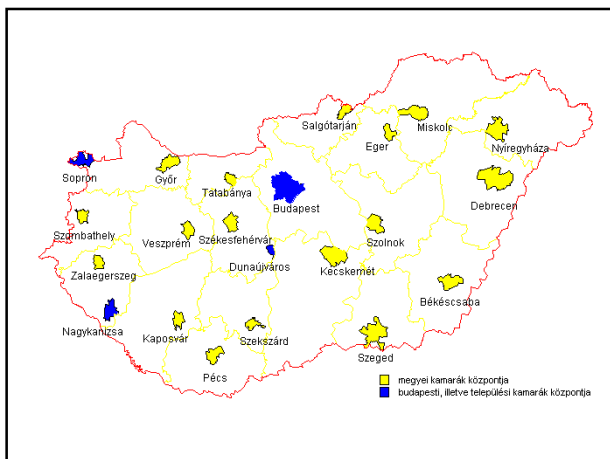 Salgótarján
Miskolc
Eger
Nyíregyháza
Sopron
Győr
Tatabánya
Budapest
Debrecen
Szombathely
Veszprém
Székesfehérvár
Szolnok
Dunaújváros
Kecskemét
Zalaegerszeg
Békéscsaba
Nagykanizsa
Kaposvár
Szekszárd
Szeged
Pécs
megyei kamarák központja
budapesti, illetve települési kamarák központja